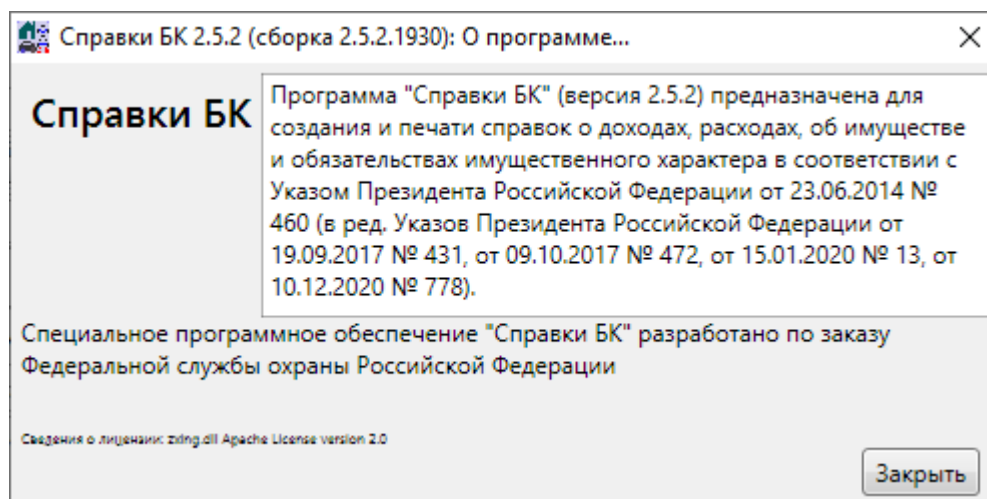 Справки БК 2.5.2 (сборка 2.5.2.1930): О программе...
Справки БК
Программа "Справки БК" (версия 2.5.2) предназначена для
создания и печати справок о доходах, расходах, об имуществе
и обязательствах имущественного характера в соответствии с
Указом Президента Российской Федерации от 23.06.2014 №
460 (в ред. Указов Президента Российской Федерации от
19.09.2017 № 431, от 09.10.2017 № 472, от 15.01.2020 № 13, от
10.12.2020 № 778).
Специальное программное обеспечение "Справки БК" разработано по заказу
Федеральной службы охраны Российской Федерации
Сведения о лицензии: zxing.dll Apache License version 2.0
Закрыть